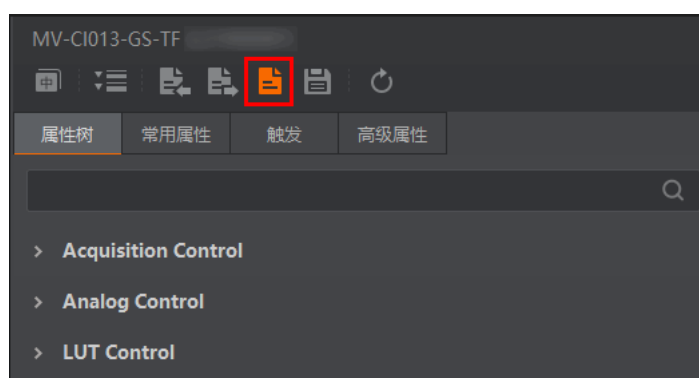 MV-CI013-GS-TF
中
属性树 常用属性 触发 高级属性
Acquisition Control
Analog Control
LUT Control